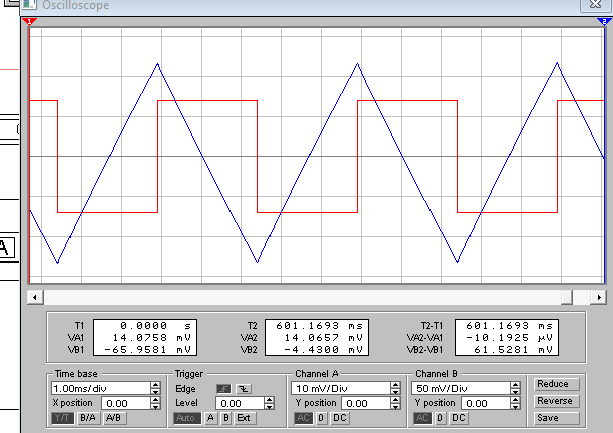 Oscilloscope
1
2
A
T1 0.0000 s T2 601.1693 ms T2-T1 601.1693 ms
VA1 14.0758 mV VA2 14.0657 mV VA2-VA1 -10.1925 µV
VB1 -65.9581 mV VB2 -4.4300 mV VB2-VB1 61.5281 mV
Time base Trigger Channel A Channel B
1.00ms/div Edge 10 mV/Div 50 mV/Div Reduce
X position 0.00 Level 0.00 Y position 0.00 Y position 0.00 Reverse
Y/T B/A A/B Auto A B Ext AC 0 DC AC 0 DC Save